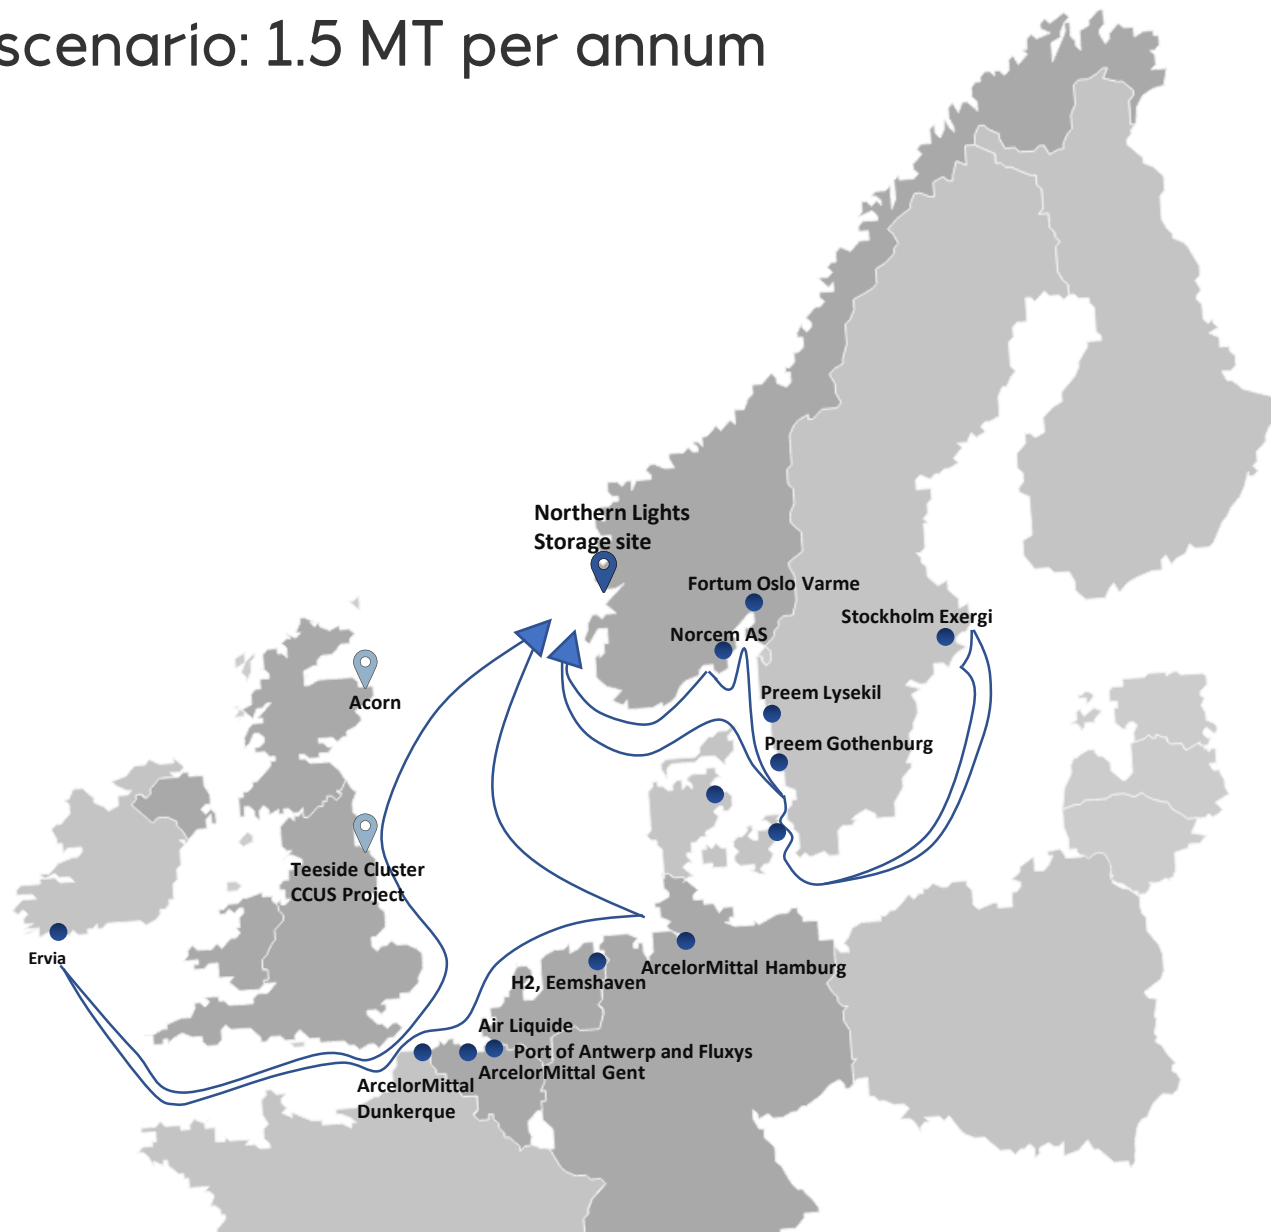 scenario: 1.5 MT per annum
Northern Lights
Storage site
Fortum Oslo Varme
Stockholm Exergi
Norcem AS
Acorn
Preem Lysekil
Preem Gothenburg
Teeside Cluster
CCUS Project
Ervia
ArcelorMittal Hamburg
H2, Eemshaven
Air Liquide
Port of Antwerp and Fluxys
ArcelorMittal Gent
ArcelorMittal
Dunkerque